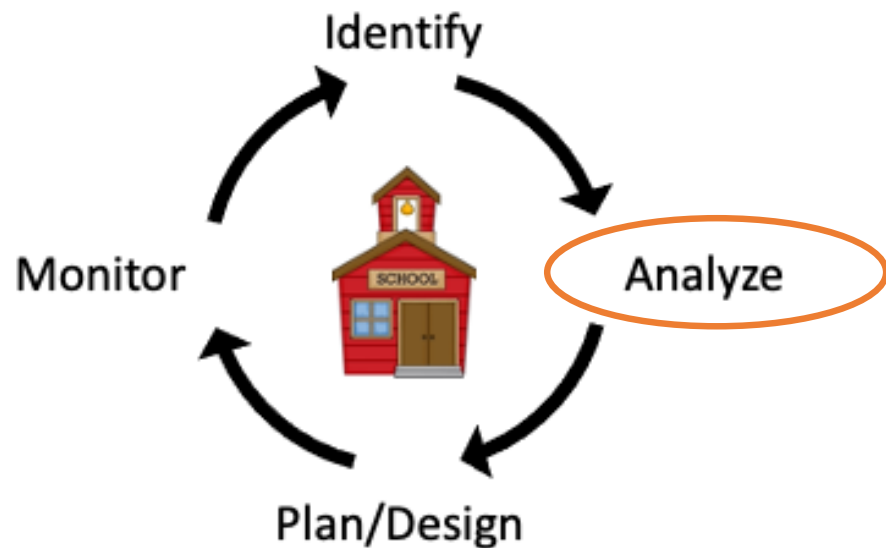 Identify
Monitor
SCHOOL
Analyze
Plan/Design